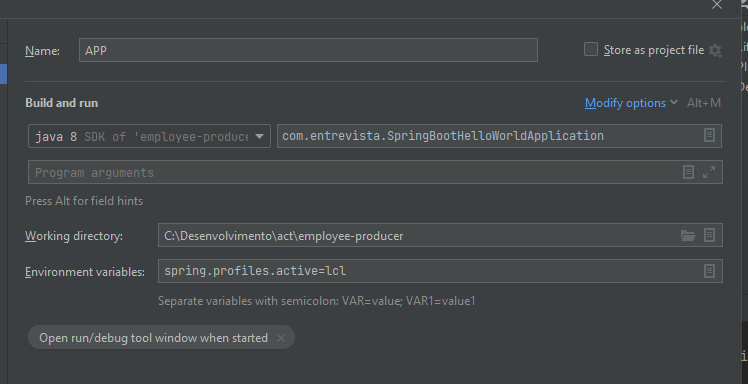 Name: APP Store as project file
Build and run Modify options Alt+M
java 8 SDK of 'employee-produce com.entrevista.SpringBootHelloWorldApplication
Program arguments
Press Alt for field hints
Working directory: C:\Desenvolvimento\act\employee-producer
Environment variables: spring.profiles.active=lcl
Separate variables with semicolon: VAR=value; VAR1=value1
Open run/debug tool window when started